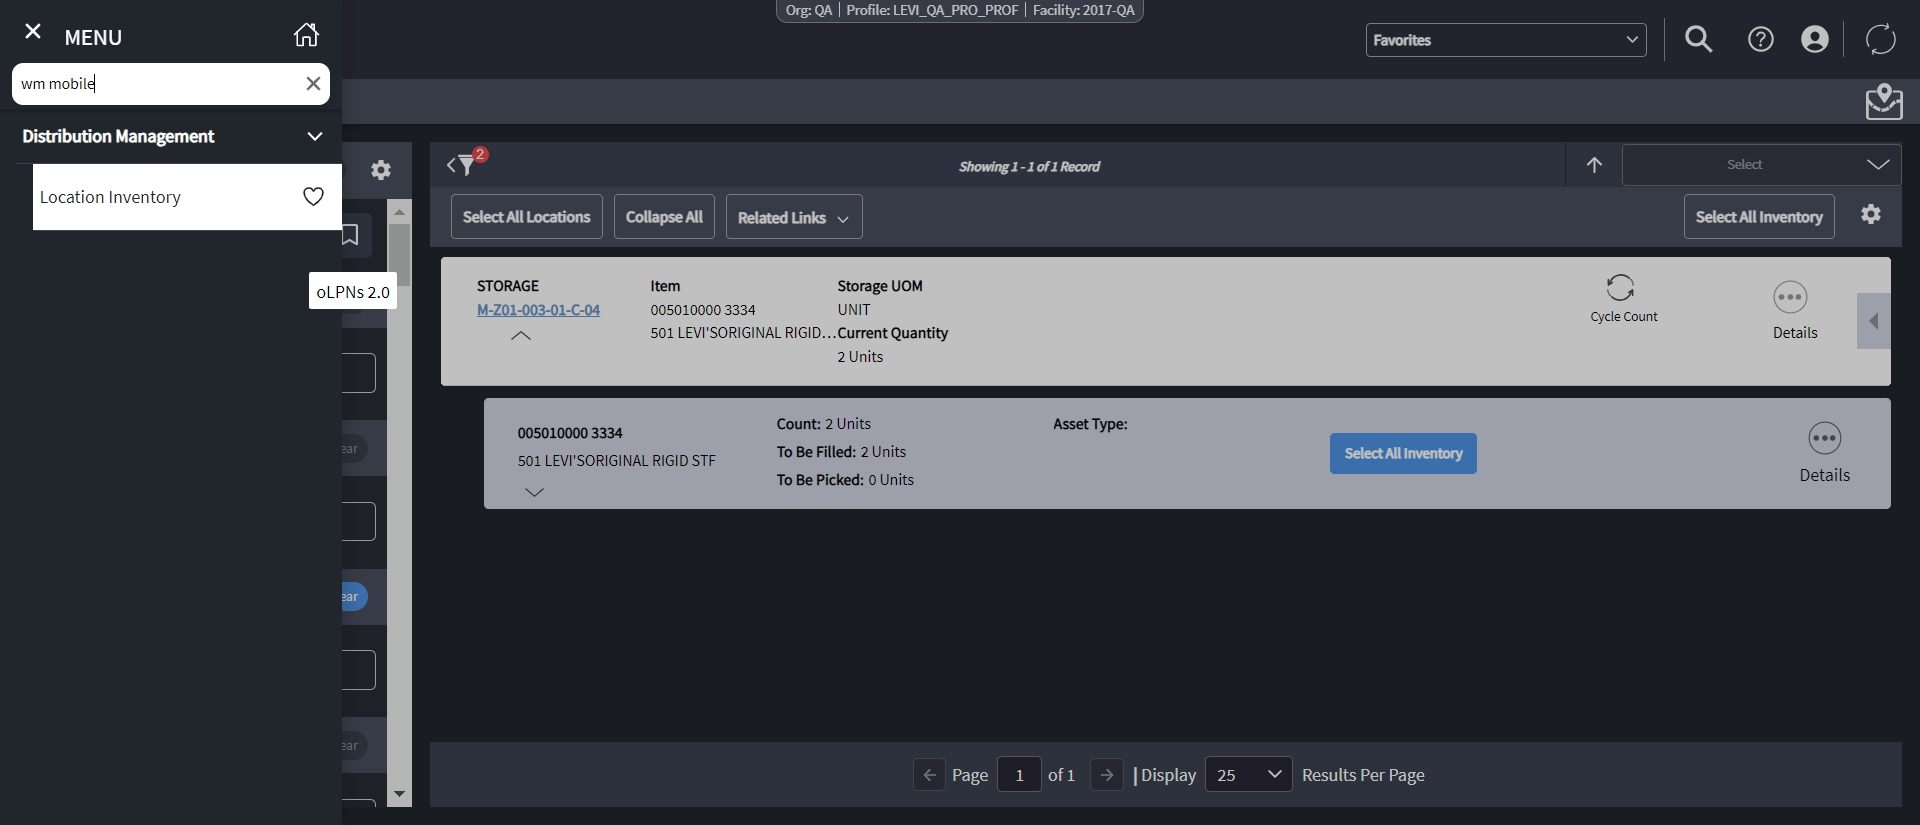 Org: QA | Profile: LEVI_QA_PRO_PROF | Facility: 2017-QA
MENU
Favorites
wm mobile
Distribution Management
Location Inventory
oLPNs 2.0
2
Showing 1 - 1 of 1 Record
Select
Select All Locations
Collapse All
Related Links
Select All Inventory
STORAGE
M-Z01-003-01-C-04
Item
005010000 3334
501 LEVI'SORIGINAL RIGID...
Storage UOM
UNIT
Current Quantity
2 Units
Cycle Count
Details
005010000 3334
501 LEVI'SORIGINAL RIGID STF
Count: 2 Units
To Be Filled: 2 Units
To Be Picked: 0 Units
Asset Type:
Select All Inventory
Details
ear
ear
ear
Page 1 of 1 | Display 25 Results Per Page